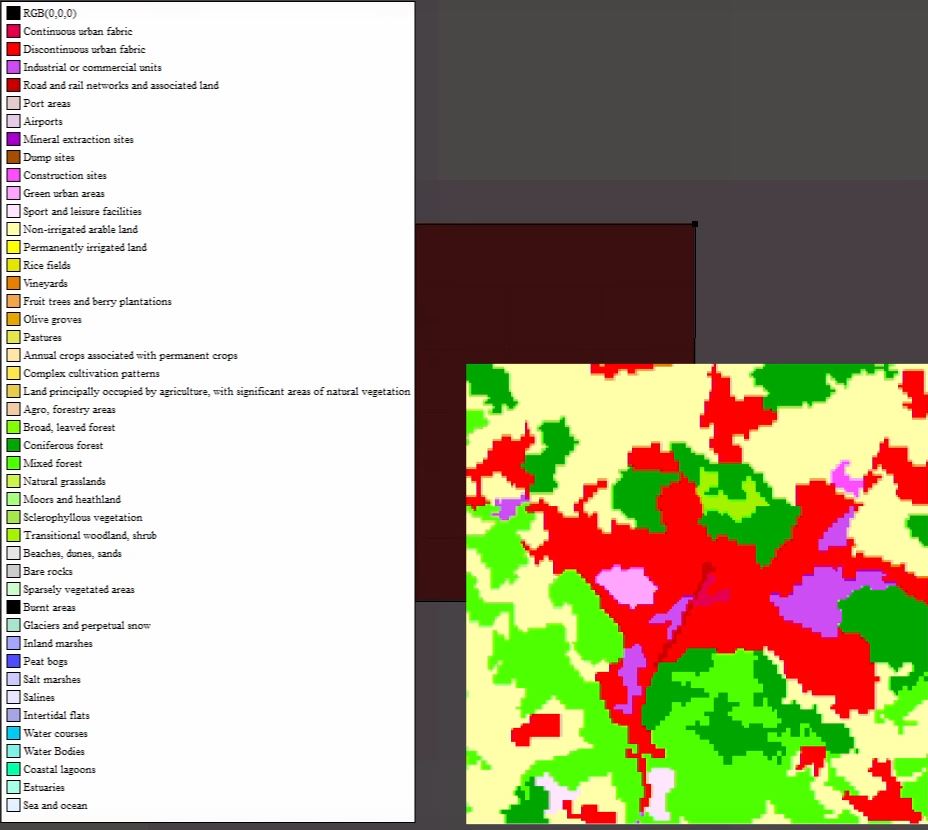 RGB(0,0,0)
Continuous urban fabric
Discontinuous urban fabric
Industrial or commercial units
Road and rail networks and associated land
Port areas
Airports
Mineral extraction sites
Dump sites
Construction sites
Green urban areas
Sport and leisure facilities
Non-irrigated arable land
Permanently irrigated land
Rice fields
Vineyards
Fruit trees and berry plantations
Olive groves
Pastures
Annual crops associated with permanent crops
Complex cultivation patterns
Land principally occupied by agriculture, with significant areas of natural vegetation
Agro, forestry areas
Broad, leaved forest
Coniferous forest
Mixed forest
Natural grasslands
Moors and heathland
Sclerophyllous vegetation
Transitional woodland, shrub
Beaches, dunes, sands
Bare rocks
Sparsely vegetated areas
Burnt areas
Glaciers and perpetual snow
Inland marshes
Peat bogs
Salt marshes
Salines
Intertidal flats
Water courses
Water Bodies
Coastal lagoons
Estuaries
Sea and ocean